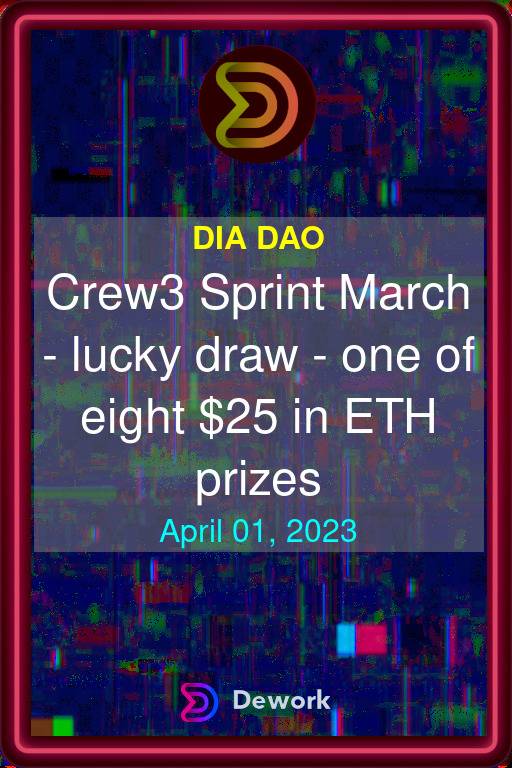 DIA DAO
Crew3 Sprint March
- lucky draw - one of
eight $25 in ETH
prizes
April 01, 2023
Dework